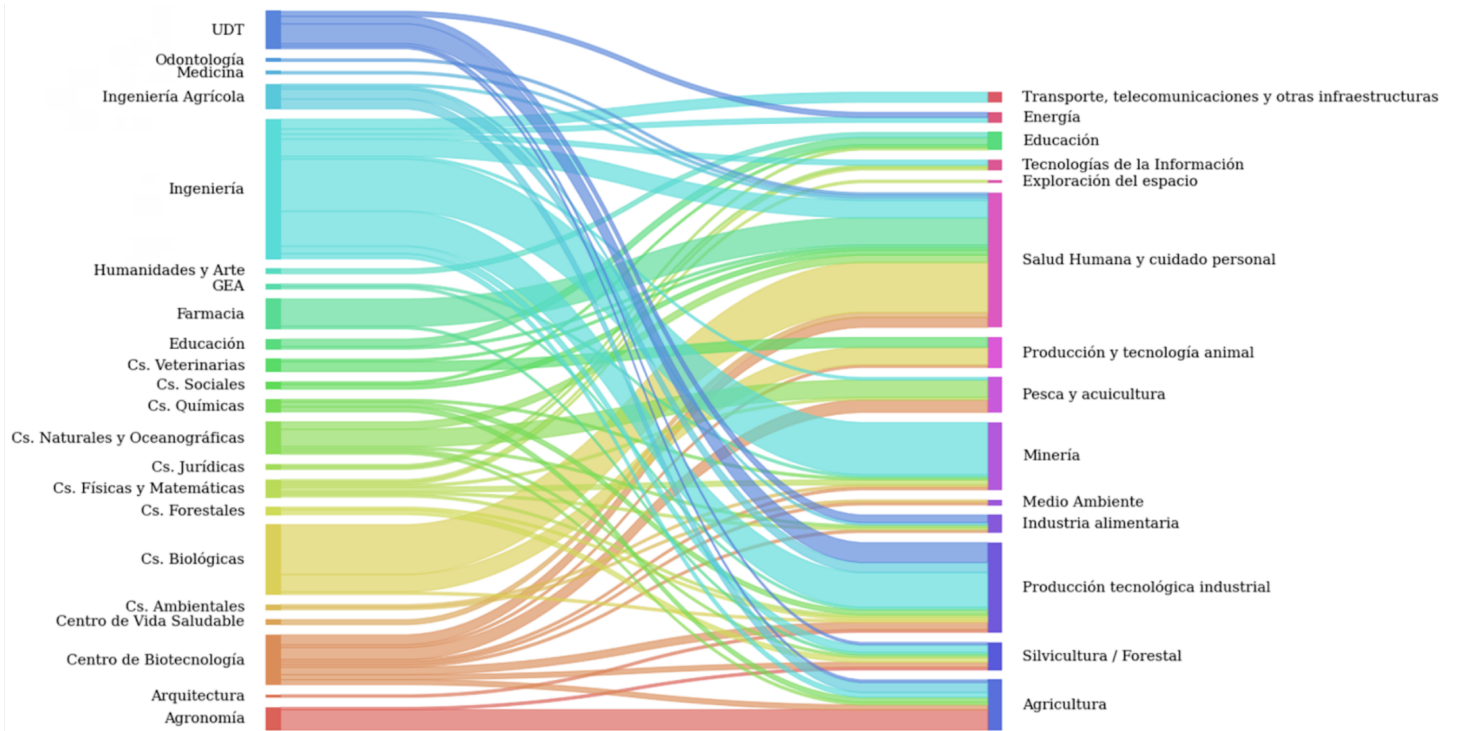 UDT
Odontología
Medicina
Ingeniería Agrícola
Ingeniería
Humanidades y Arte
GEA
Farmacia
Educación
Cs. Veterinarias
Cs. Sociales
Cs. Químicas
Cs. Naturales y Oceanográficas
Cs. Jurídicas
Cs. Físicas y Matemáticas
Cs. Forestales
Cs. Biológicas
Cs. Ambientales
Centro de Vida Saludable
Centro de Biotecnología
Arquitectura
Agronomía
Transporte, telecomunicaciones y otras infraestructuras
Energía
Educación
Tecnologías de la Información
Exploración del espacio
Salud Humana y cuidado personal
Producción y tecnología animal
Pesca y acuicultura
Minería
Medio Ambiente
Industria alimentaria
Producción tecnológica industrial
Silvicultura / Forestal
Agricultura